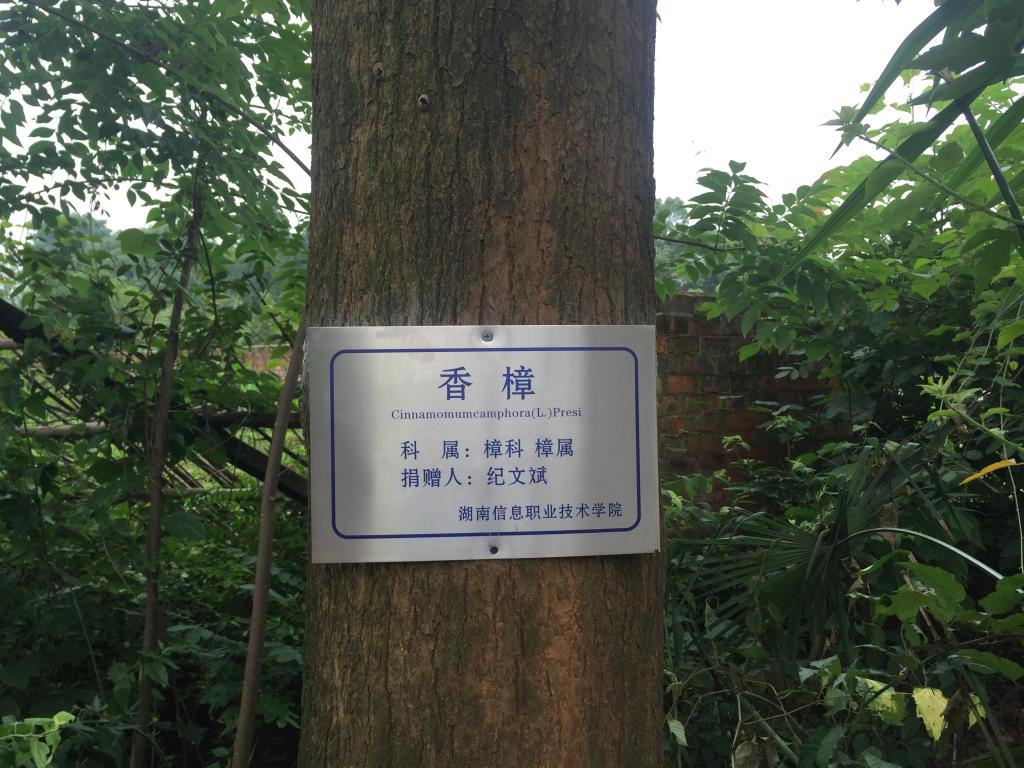 香 樟
Cinnamomumcamphora(L.)Presi
科 属：樟科 樟属
捐赠人：纪文斌
湖南信息职业技术学院